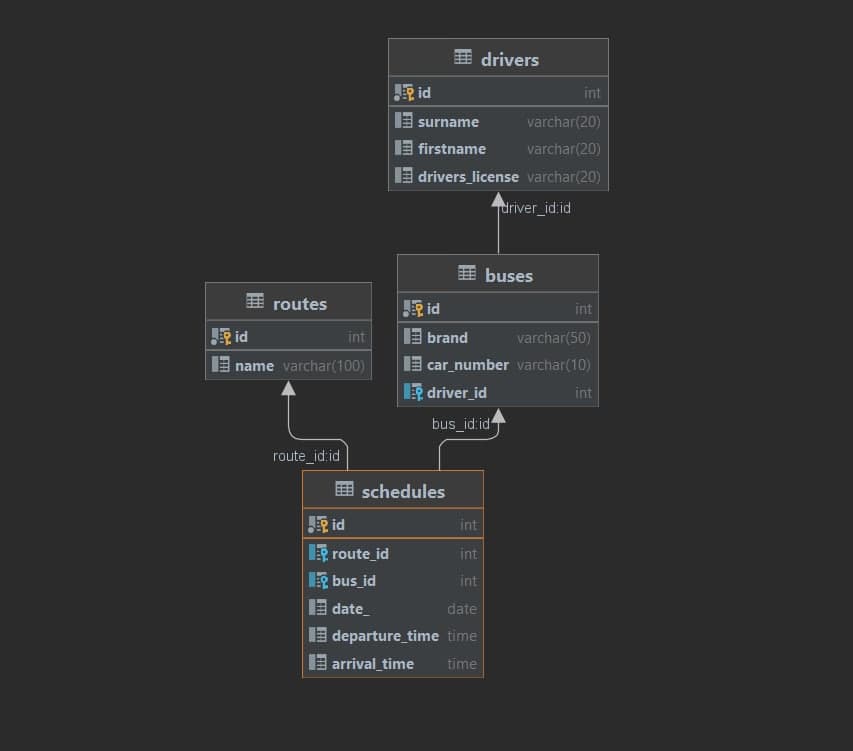 drivers
id int
surname varchar(20)
firstname varchar(20)
drivers_license varchar(20)
driver_id:id
buses
id int
brand varchar(50)
car_number varchar(10)
driver_id int
routes
id int
name varchar(100)
bus_id:id
route_id:id
schedules
id int
route_id int
bus_id int
date_ date
departure_time time
arrival_time time